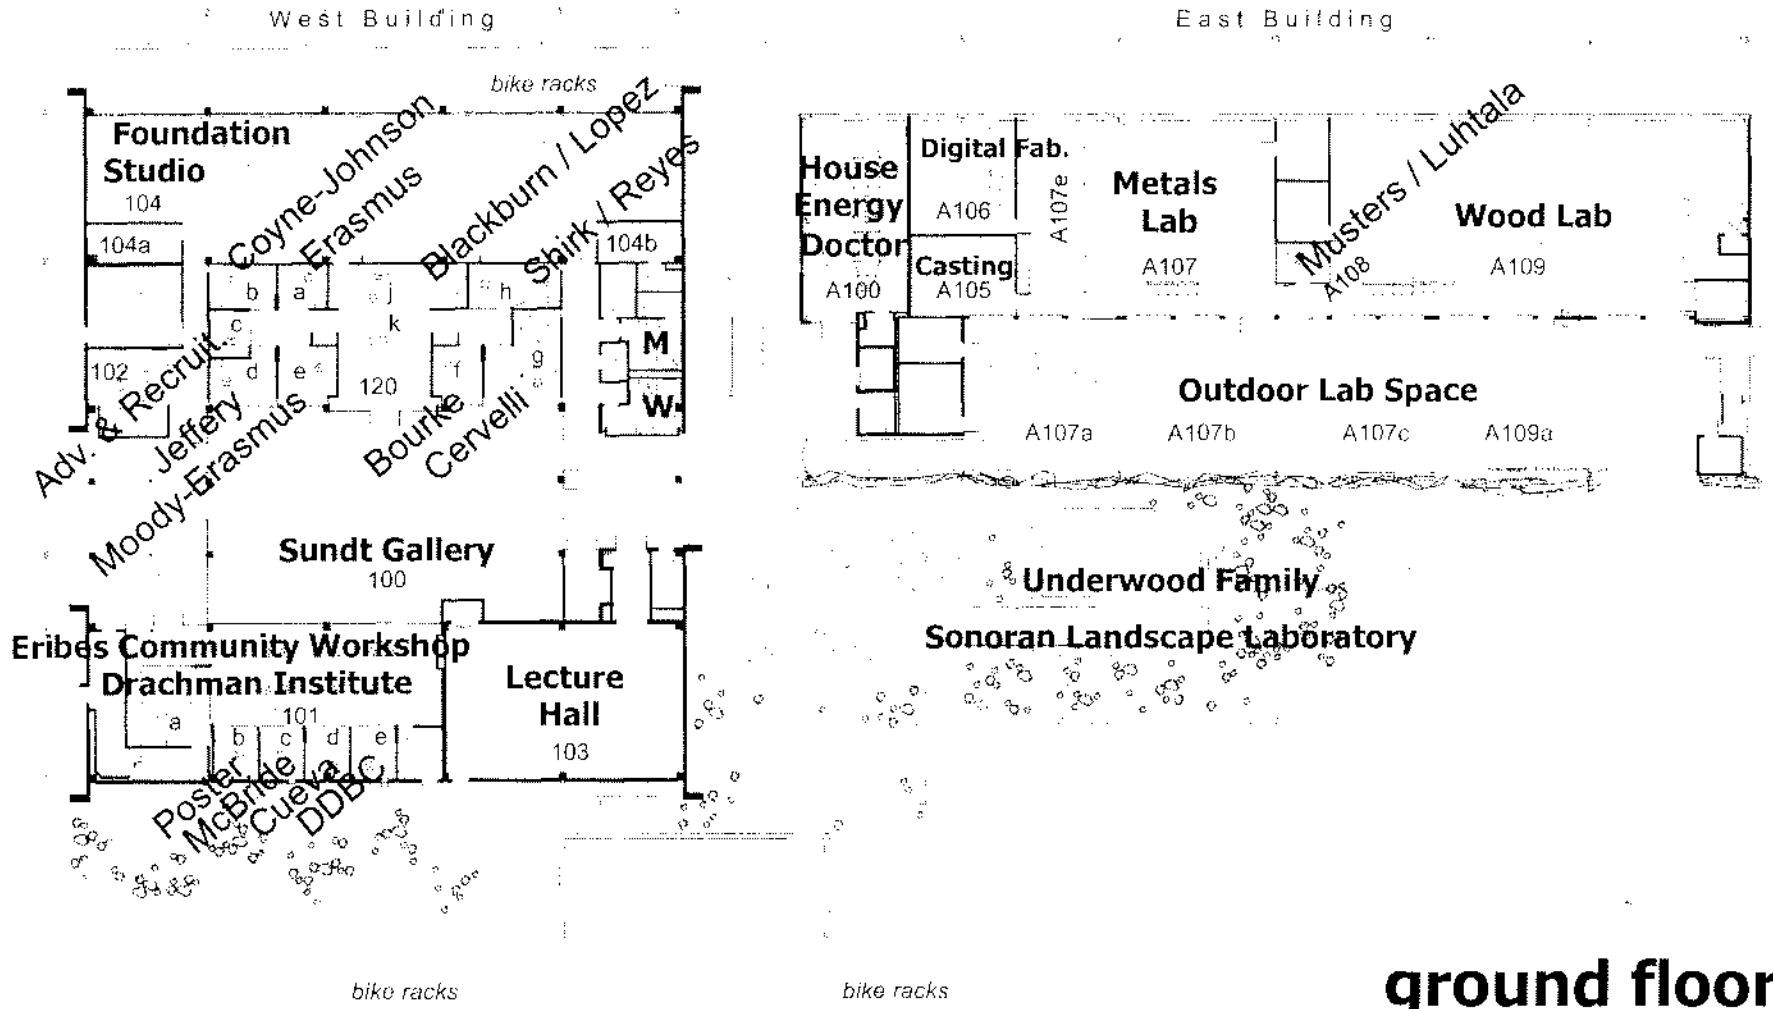 West Building
East Building
bike racks
Foundation
Studio
104
104a
Coyne-Johnson
Erasmus
Blackburn / Lopez
Shirk / Reyes
104b
b
a
j
h
c
k
102
d
e
120
f
g
M
W
Adv. & Recruit.
Jeffery
Moody-Erasmus
Bourke
Cervelli
Sundt Gallery
100
Eribes Community Workshop
Drachman Institute
101
a
b
c
d
e
Poster
McBride
Cueva
DDBC
Lecture
Hall
103
House
Energy
Doctor
A100
Digital Fab.
A106
Casting
A105
A107e
Metals
Lab
A107
Musters / Luhtala
A108
Wood Lab
A109
Outdoor Lab Space
A107a
A107b
A107c
A109a
Underwood Family
Sonoran Landscape Laboratory
bike racks
bike racks
ground floor